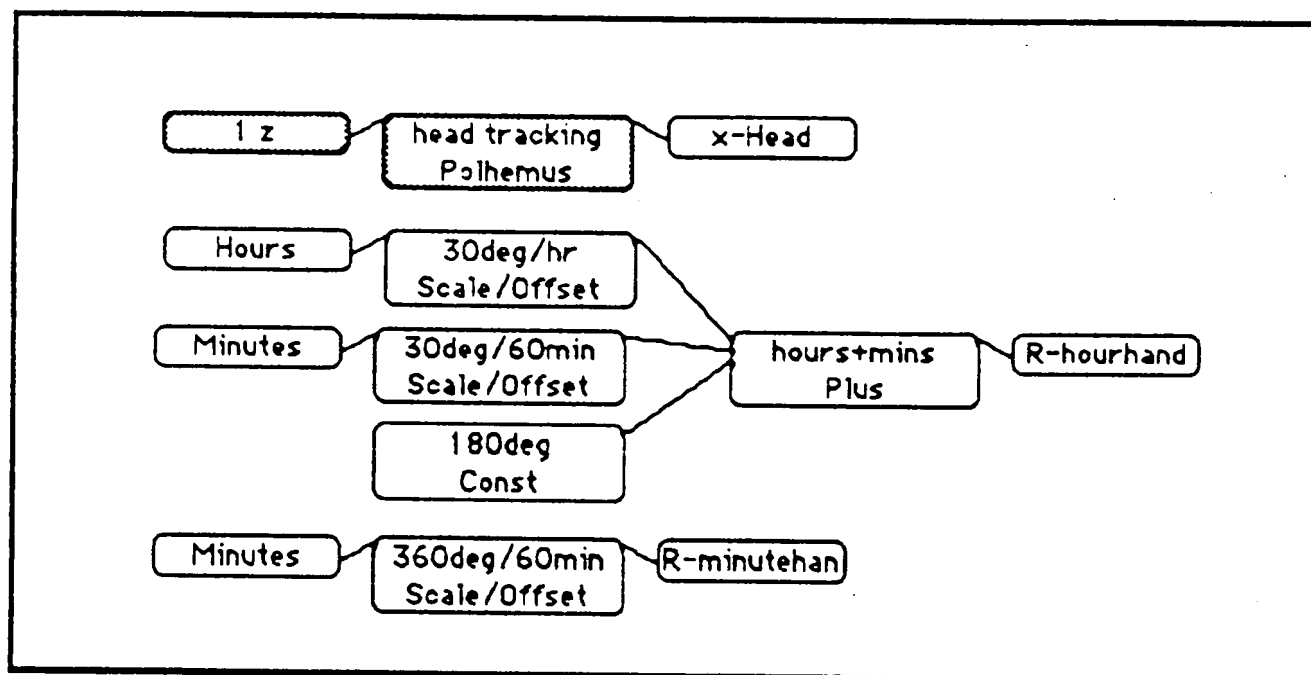 1 z
head tracking
Polhemus
x-Head
Hours
30deg/hr
Scale/Offset
Minutes
30deg/60min
Scale/Offset
hours+mins
Plus
R-hourhand
180deg
Const
Minutes
360deg/60min
Scale/Offset
R-minutehan